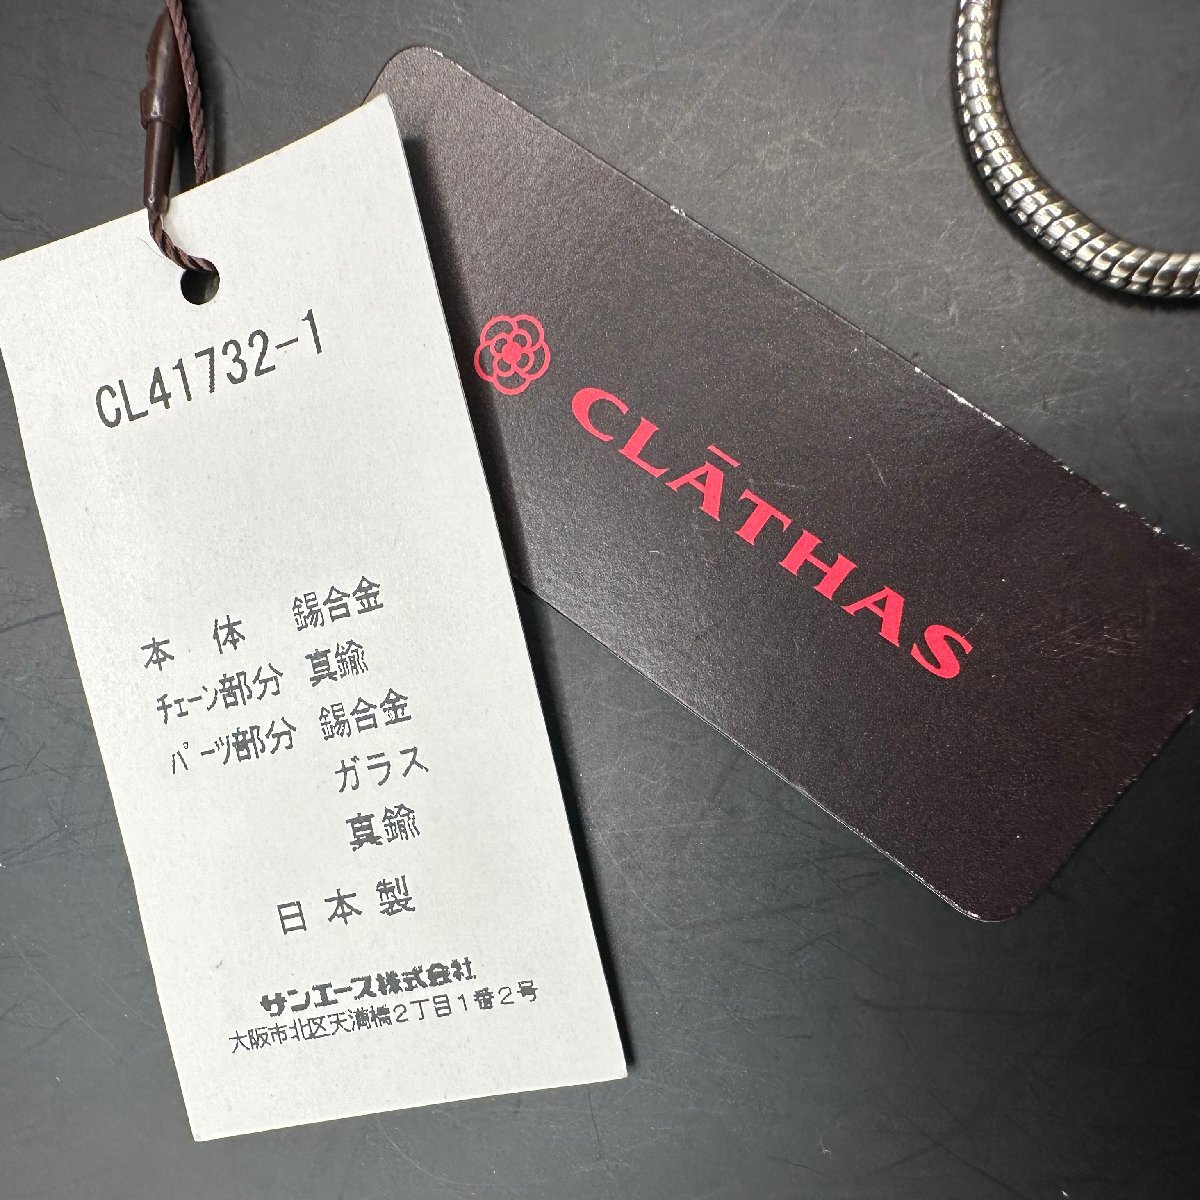 CL41732-1
本 体 錫合金
ﾁｪｰﾝ部分 真鍮
ﾊﾟｰﾂ部分 錫合金
ガラス
真鍮
日本製
サンエース株式会社
大阪市北区天満橋2丁目1番2号
CLĀTHAS